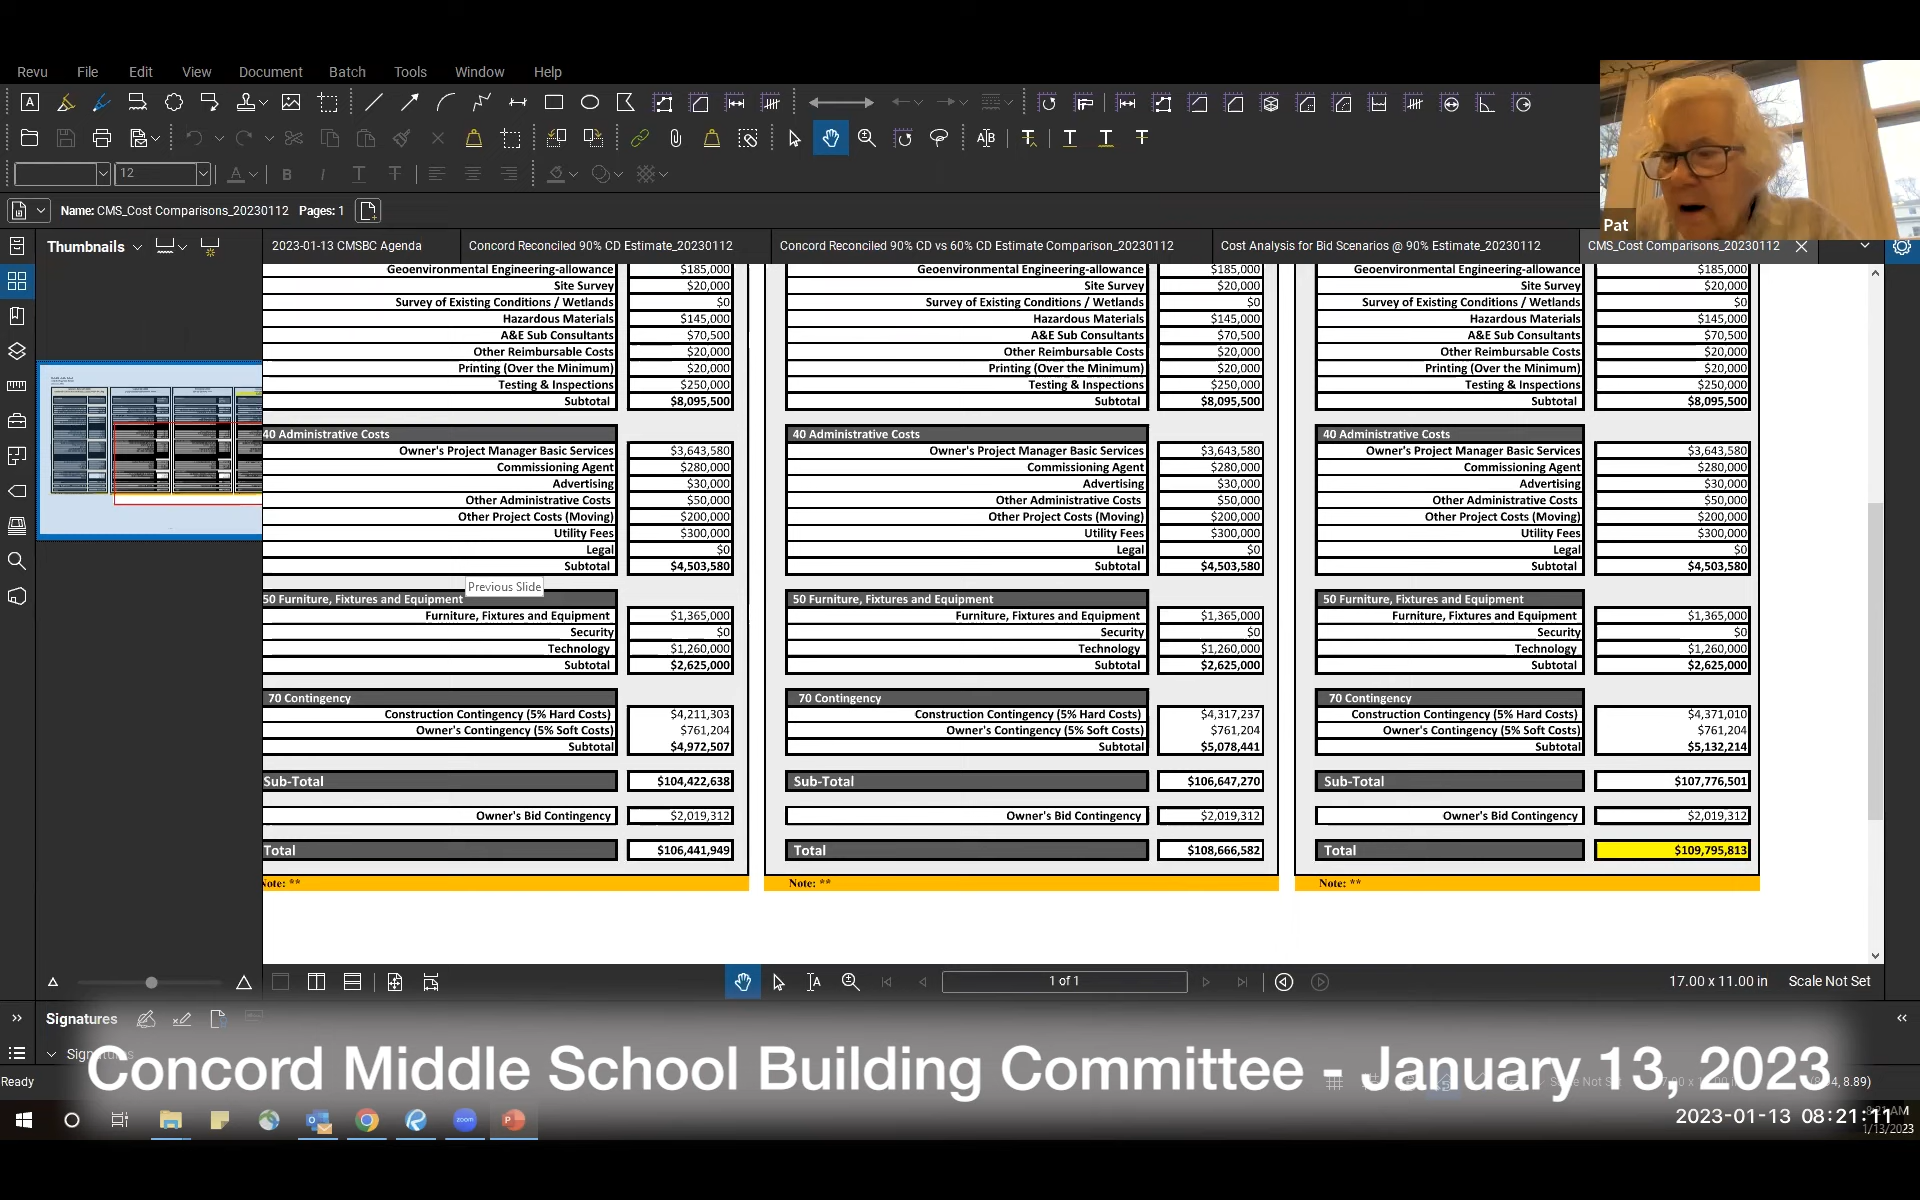 Revu File Edit View Document Batch Tools Window Help
12
Name: CMS_Cost Comparisons_20230112 Pages: 1
Pat
Thumbnails
2023-01-13 CMSBC Agenda
Concord Reconciled 90% CD Estimate_20230112
Concord Reconciled 90% CD vs 60% CD Estimate Comparison_20230112
Cost Analysis for Bid Scenarios @ 90% Estimate_20230112
CMS_Cost Comparisons_20230112
Geoenvironmental Engineering-allowance $185,000 Geoenvironmental Engineering-allowance $185,000 Geoenvironmental Engineering-allowance $185,000
Site Survey $20,000 Site Survey $20,000 Site Survey $20,000
Survey of Existing Conditions / Wetlands $0 Survey of Existing Conditions / Wetlands $0 Survey of Existing Conditions / Wetlands $0
Hazardous Materials $145,000 Hazardous Materials $145,000 Hazardous Materials $145,000
A&E Sub Consultants $70,500 A&E Sub Consultants $70,500 A&E Sub Consultants $70,500
Other Reimbursable Costs $20,000 Other Reimbursable Costs $20,000 Other Reimbursable Costs $20,000
Printing (Over the Minimum) $20,000 Printing (Over the Minimum) $20,000 Printing (Over the Minimum) $20,000
Testing & Inspections $250,000 Testing & Inspections $250,000 Testing & Inspections $250,000
Subtotal $8,095,500 Subtotal $8,095,500 Subtotal $8,095,500
40 Administrative Costs 40 Administrative Costs 40 Administrative Costs
Owner's Project Manager Basic Services $3,643,580 Owner's Project Manager Basic Services $3,643,580 Owner's Project Manager Basic Services $3,643,580
Commissioning Agent $280,000 Commissioning Agent $280,000 Commissioning Agent $280,000
Advertising $30,000 Advertising $30,000 Advertising $30,000
Other Administrative Costs $50,000 Other Administrative Costs $50,000 Other Administrative Costs $50,000
Other Project Costs (Moving) $200,000 Other Project Costs (Moving) $200,000 Other Project Costs (Moving) $200,000
Utility Fees $300,000 Utility Fees $300,000 Utility Fees $300,000
Legal $0 Legal $0 Legal $0
Subtotal $4,503,580 Subtotal $4,503,580 Subtotal $4,503,580
Previous Slide
50 Furniture, Fixtures and Equipment 50 Furniture, Fixtures and Equipment 50 Furniture, Fixtures and Equipment
Furniture, Fixtures and Equipment $1,365,000 Furniture, Fixtures and Equipment $1,365,000 Furniture, Fixtures and Equipment $1,365,000
Security $0 Security $0 Security $0
Technology $1,260,000 Technology $1,260,000 Technology $1,260,000
Subtotal $2,625,000 Subtotal $2,625,000 Subtotal $2,625,000
70 Contingency 70 Contingency 70 Contingency
Construction Contingency (5% Hard Costs) $4,211,303 Construction Contingency (5% Hard Costs) $4,317,237 Construction Contingency (5% Hard Costs) $4,371,010
Owner's Contingency (5% Soft Costs) $761,204 Owner's Contingency (5% Soft Costs) $761,204 Owner's Contingency (5% Soft Costs) $761,204
Subtotal $4,972,507 Subtotal $5,078,441 Subtotal $5,132,214
Sub-Total $104,422,638 Sub-Total $106,647,270 Sub-Total $107,776,501
Owner's Bid Contingency $2,019,312 Owner's Bid Contingency $2,019,312 Owner's Bid Contingency $2,019,312
Total $106,441,949 Total $108,666,582 Total $109,795,813
Note: ** Note: ** Note: **
1 of 1
17.00 x 11.00 in Scale Not Set
Signatures
Signatures
Concord Middle School Building Committee - January 13, 2023
Ready
2023-01-13 08:21:11
1/13/2023